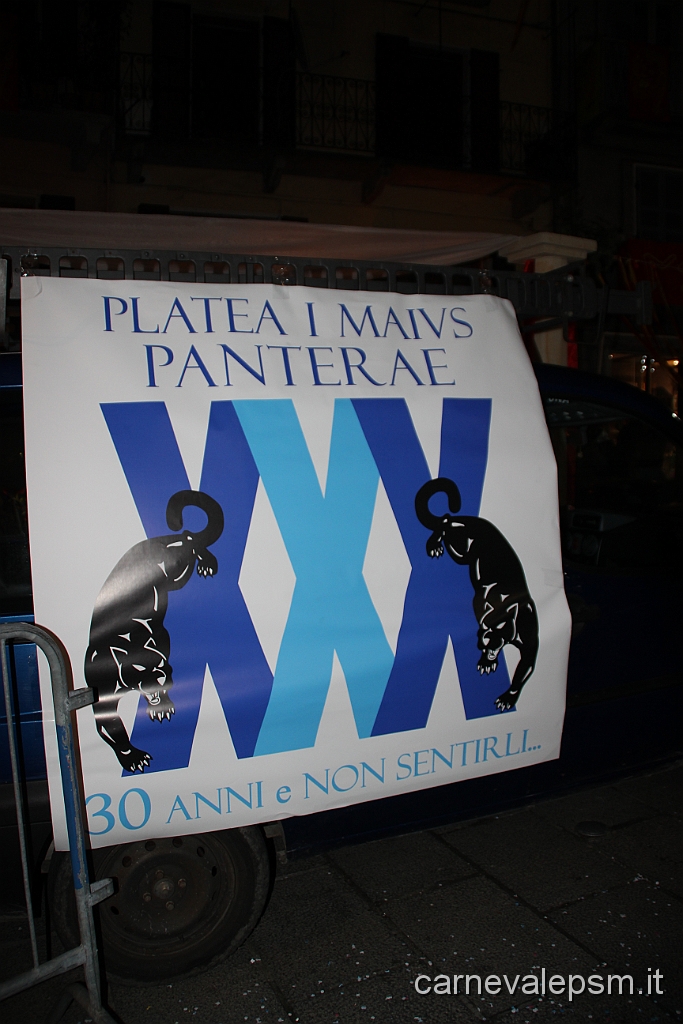 PLATEA I MAIVS
PANTERAE
XXX
30 ANNI e NON SENTIRLI...
carnevalepsm.it